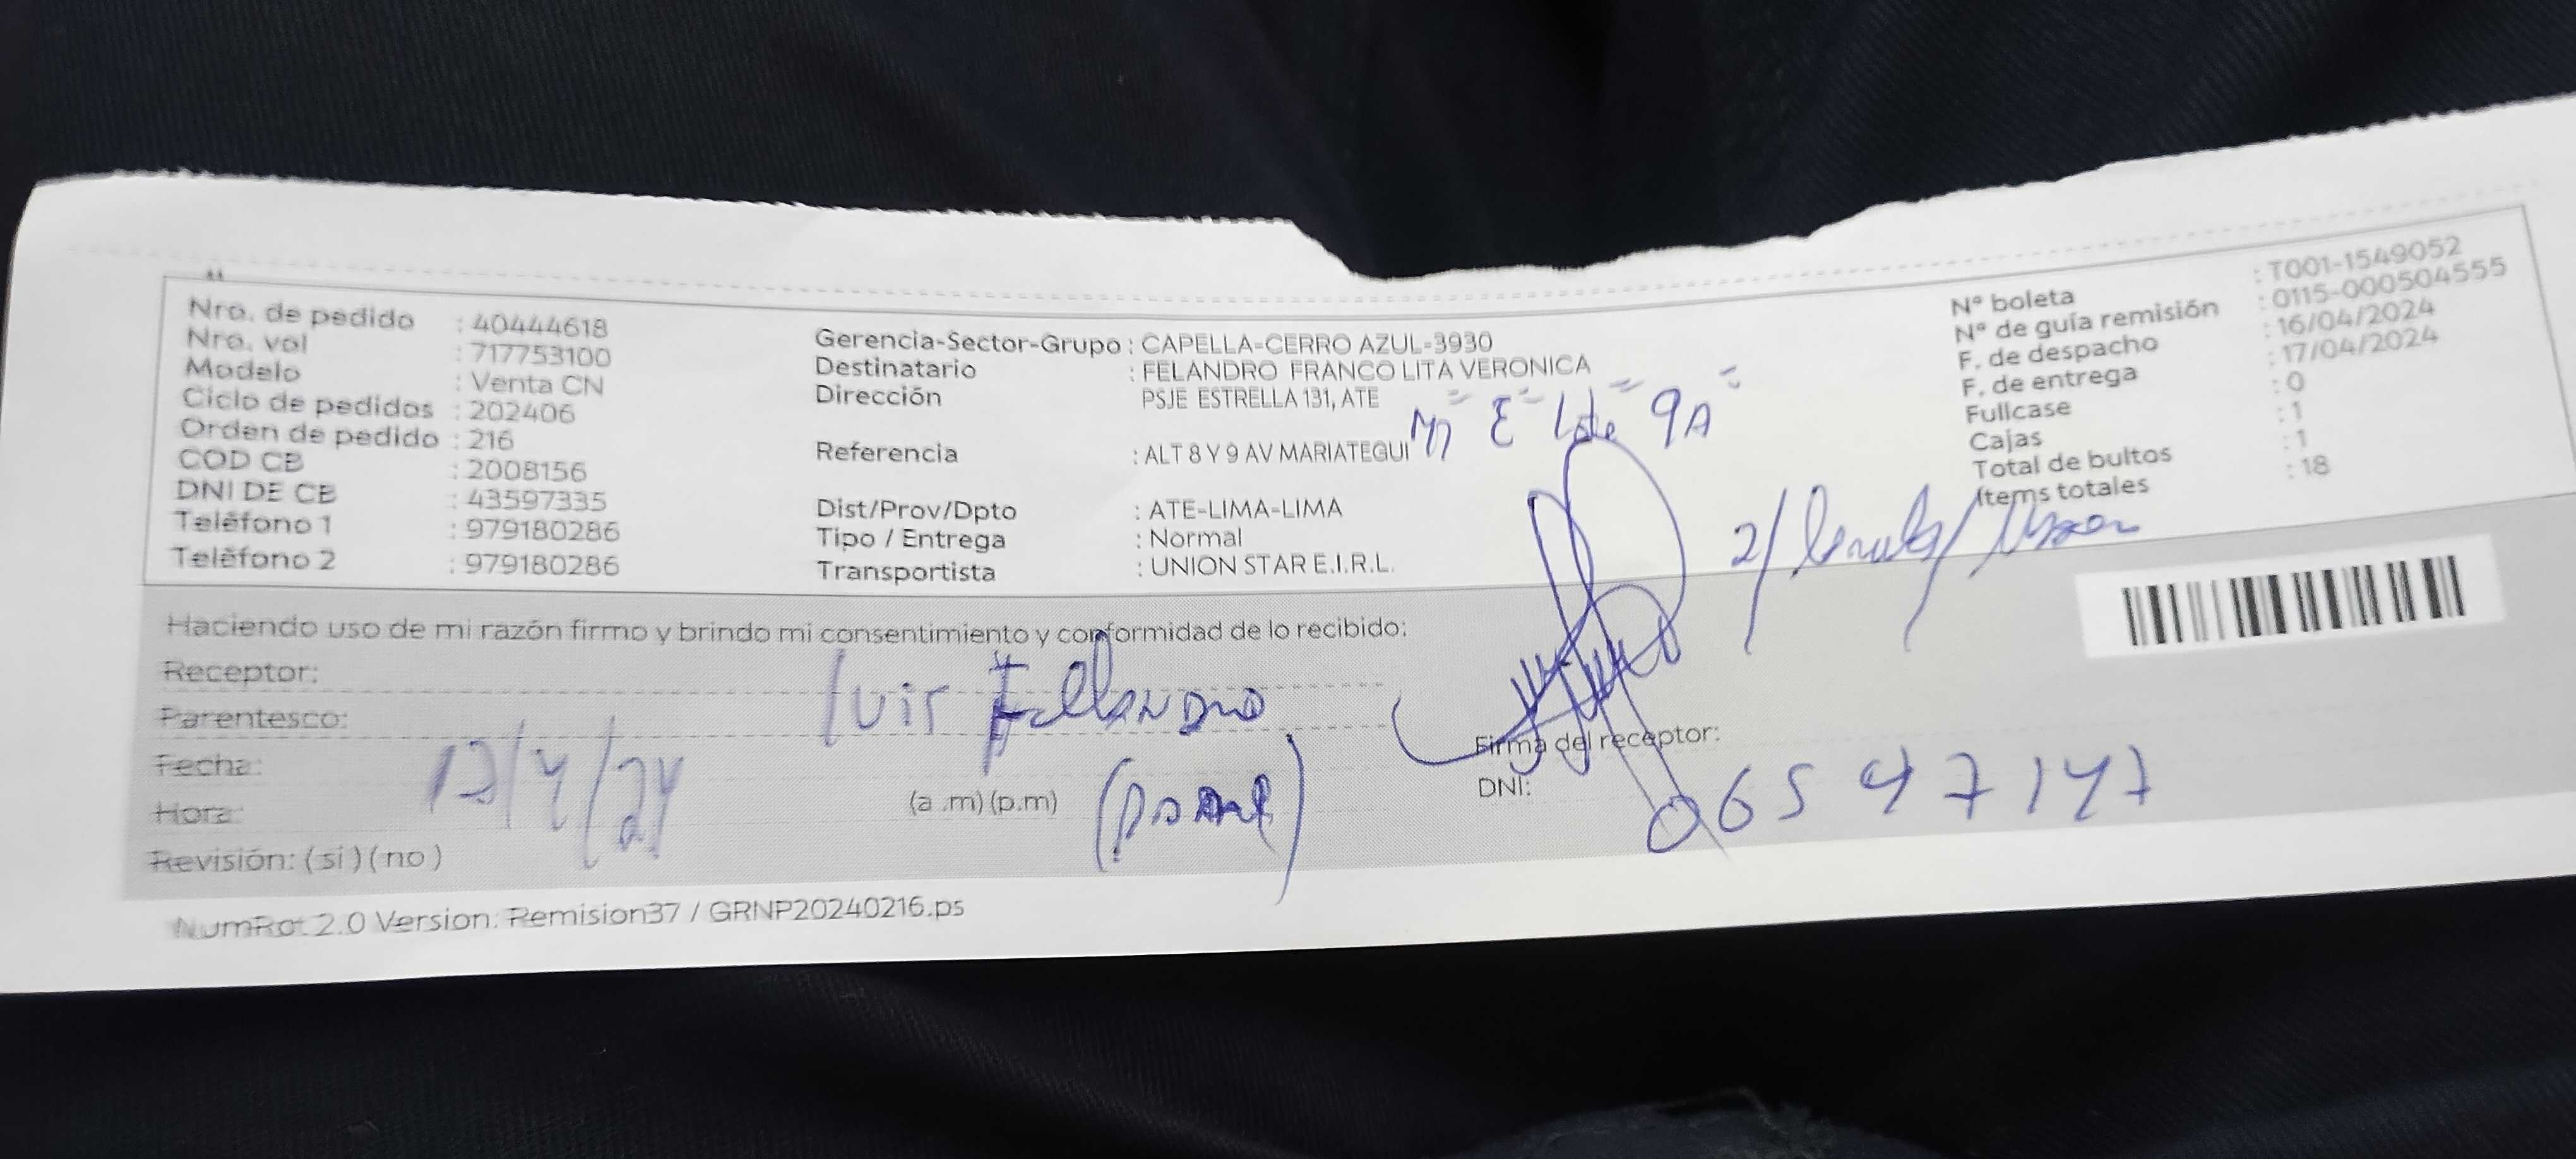 Nro. de pedido : 40444618
Nro. vol : 717753100
Modelo : Venta CN
Ciclo de pedidos : 202406
Orden de pedido : 216
COD CB : 2008156
DNI DE CB : 43597335
Teléfono 1 : 979180286
Teléfono 2 : 979180286
Gerencia-Sector-Grupo : CAPELLA-CERRO AZUL-3930
Destinatario : FELANDRO FRANCO LITA VERONICA
Dirección PSJE ESTRELLA 131, ATE
E Lote 9A
Referencia : ALT 8 Y 9 AV MARIATEGUI
Dist/Prov/Dpto : ATE-LIMA-LIMA
Tipo / Entrega : Normal
Transportista : UNION STAR E.I.R.L.
N° boleta : T001-1549052
N° de guía remisión : 0115-000504555
F. de despacho : 16/04/2024
F. de entrega : 17/04/2024
Fullcase : 0
Cajas : 1
Total de bultos : 1
Ítems totales : 18
Haciendo uso de mi razón firmo y brindo mi consentimiento y conformidad de lo recibido:
Receptor: Luis Fellandro
Parentesco: (padre)
Fecha: 17/4/24
Hora: (a .m) (p.m)
Revisión: (si) (no)
Firma del receptor:
DNI: 06547147
NumRot 2.0 Version: Remision37 / GRNP20240216.ps